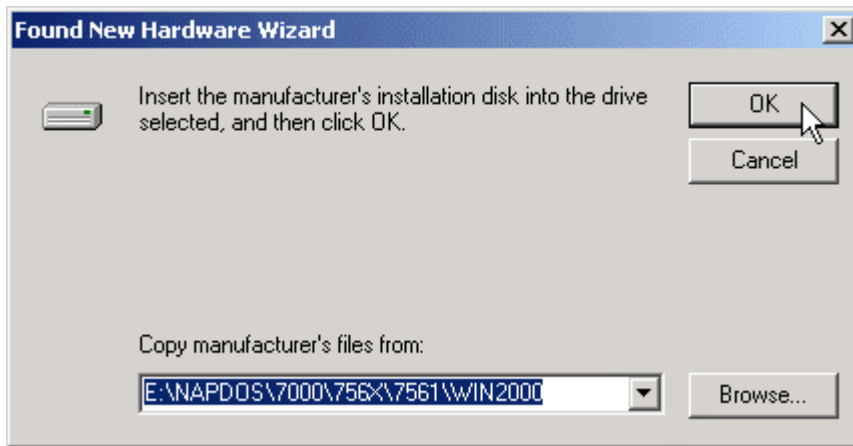 Found New Hardware Wizard
Insert the manufacturer's installation disk into the drive
selected, and then click OK.
OK
Cancel
Copy manufacturer's files from:
E:\NAPDOS\7000\756X\7561\WIN2000
Browse...